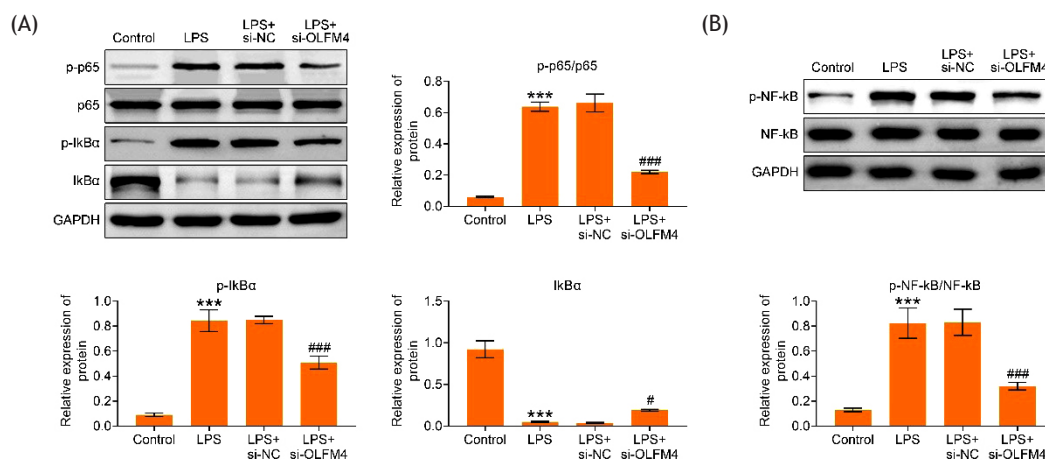 (A)
Control LPS LPS+ si-NC LPS+ si-OLFM4
p-p65
p65
p-IkBα
IkBα
GAPDH
p-p65/p65
Relative expression of protein
0.8
0.6
0.4
0.2
0.0
***
###
Control LPS LPS+ si-NC LPS+ si-OLFM4
(B)
Control LPS LPS+ si-NC LPS+ si-OLFM4
p-NF-kB
NF-kB
GAPDH
p-IkBα
Relative expression of protein
1.0
0.8
0.6
0.4
0.2
0.0
***
###
Control LPS LPS+ si-NC LPS+ si-OLFM4
IkBα
Relative expression of protein
1.5
1.0
0.5
0.0
***
#
Control LPS LPS+ si-NC LPS+ si-OLFM4
p-NF-kB/NF-kB
Relative expression of protein
1.0
0.8
0.6
0.4
0.2
0.0
***
###
Control LPS LPS+ si-NC LPS+ si-OLFM4